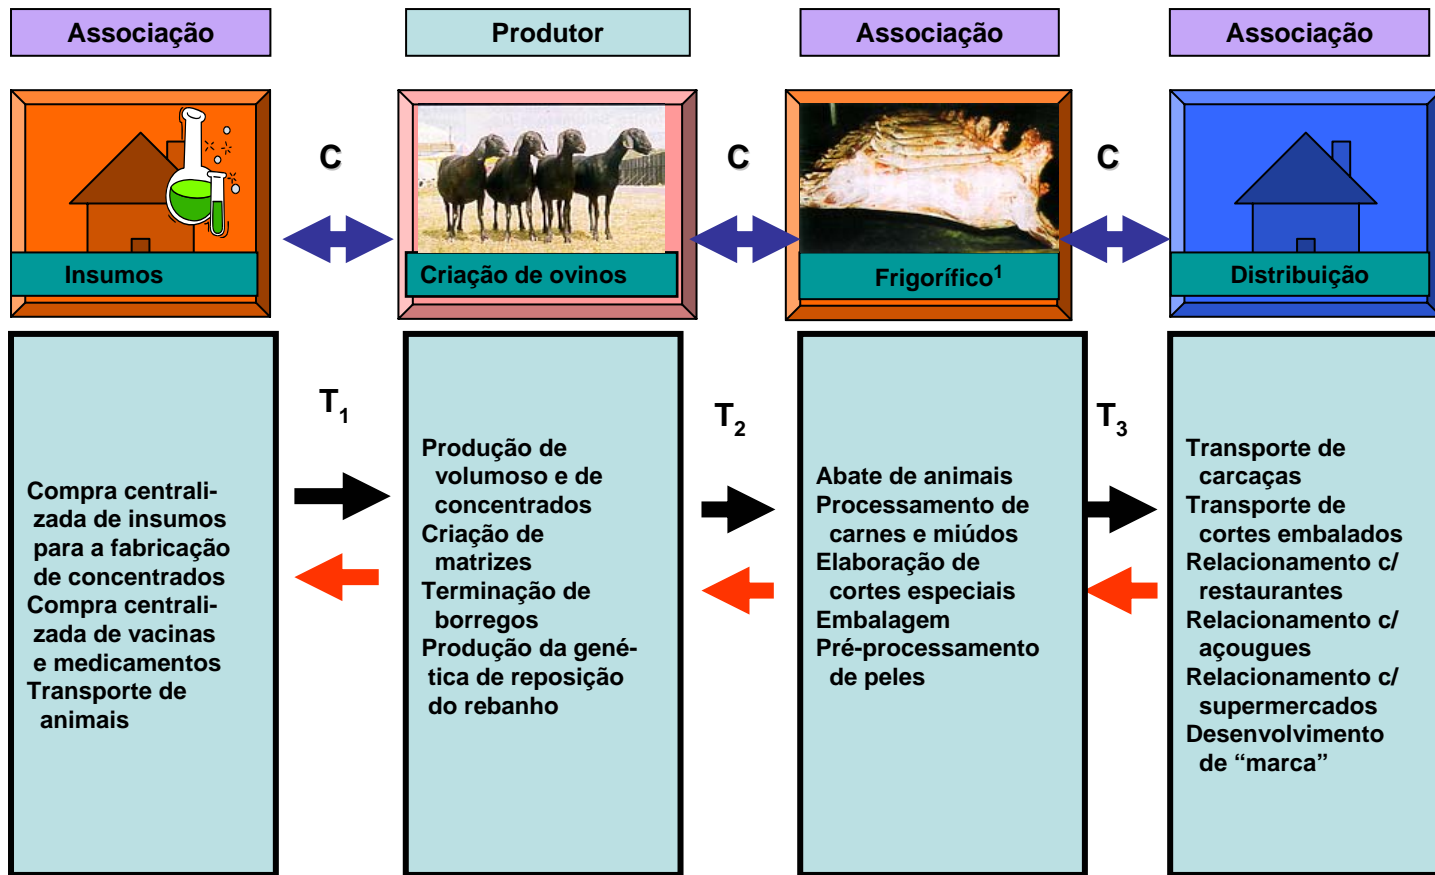 Associação
Produtor
Associação
Associação
C
C
C
Insumos
Criação de ovinos
Frigorífico1
Distribuição
T1
T2
T3
Compra centrali-
zada de insumos
para a fabricação
de concentrados
Compra centrali-
zada de vacinas
e medicamentos
Transporte de
animais
Produção de
volumoso e de
concentrados
Criação de
matrizes
Terminação de
borregos
Produção da gené-
tica de reposição
do rebanho
Abate de animais
Processamento de
carnes e miúdos
Elaboração de
cortes especiais
Embalagem
Pré-processamento
de peles
Transporte de
carcaças
Transporte de
cortes embalados
Relacionamento c/
restaurantes
Relacionamento c/
açougues
Relacionamento c/
supermercados
Desenvolvimento
de “marca”